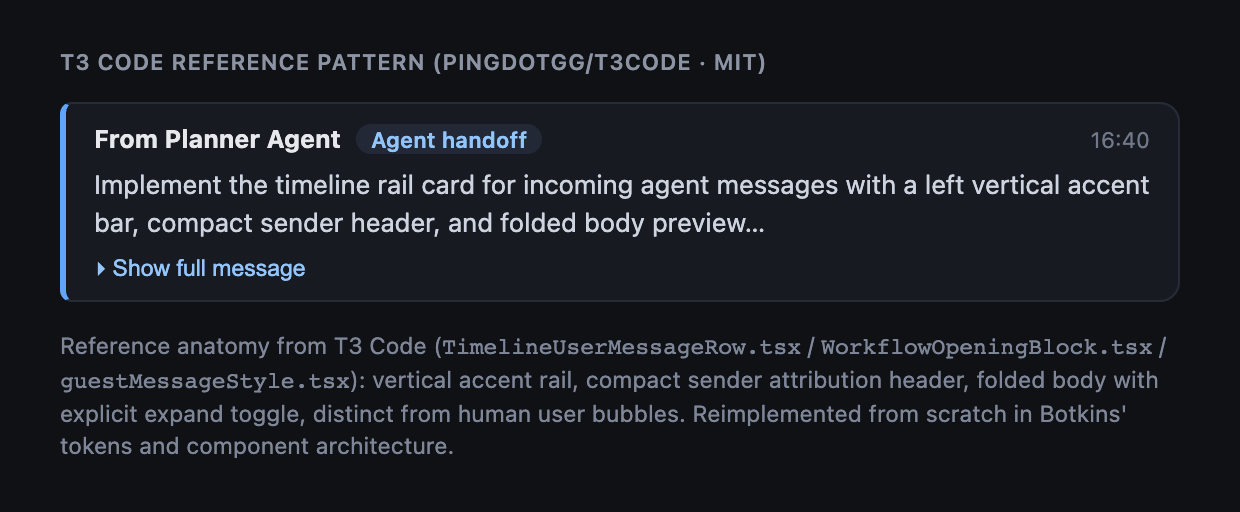 T3 CODE REFERENCE PATTERN (PINGDOTGG/T3CODE · MIT)
From Planner Agent Agent handoff 16:40
Implement the timeline rail card for incoming agent messages with a left vertical accent
bar, compact sender header, and folded body preview...
Show full message
Reference anatomy from T3 Code (TimelineUserMessageRow.tsx / WorkflowOpeningBlock.tsx /
guestMessageStyle.tsx): vertical accent rail, compact sender attribution header, folded body with
explicit expand toggle, distinct from human user bubbles. Reimplemented from scratch in Botkins'
tokens and component architecture.